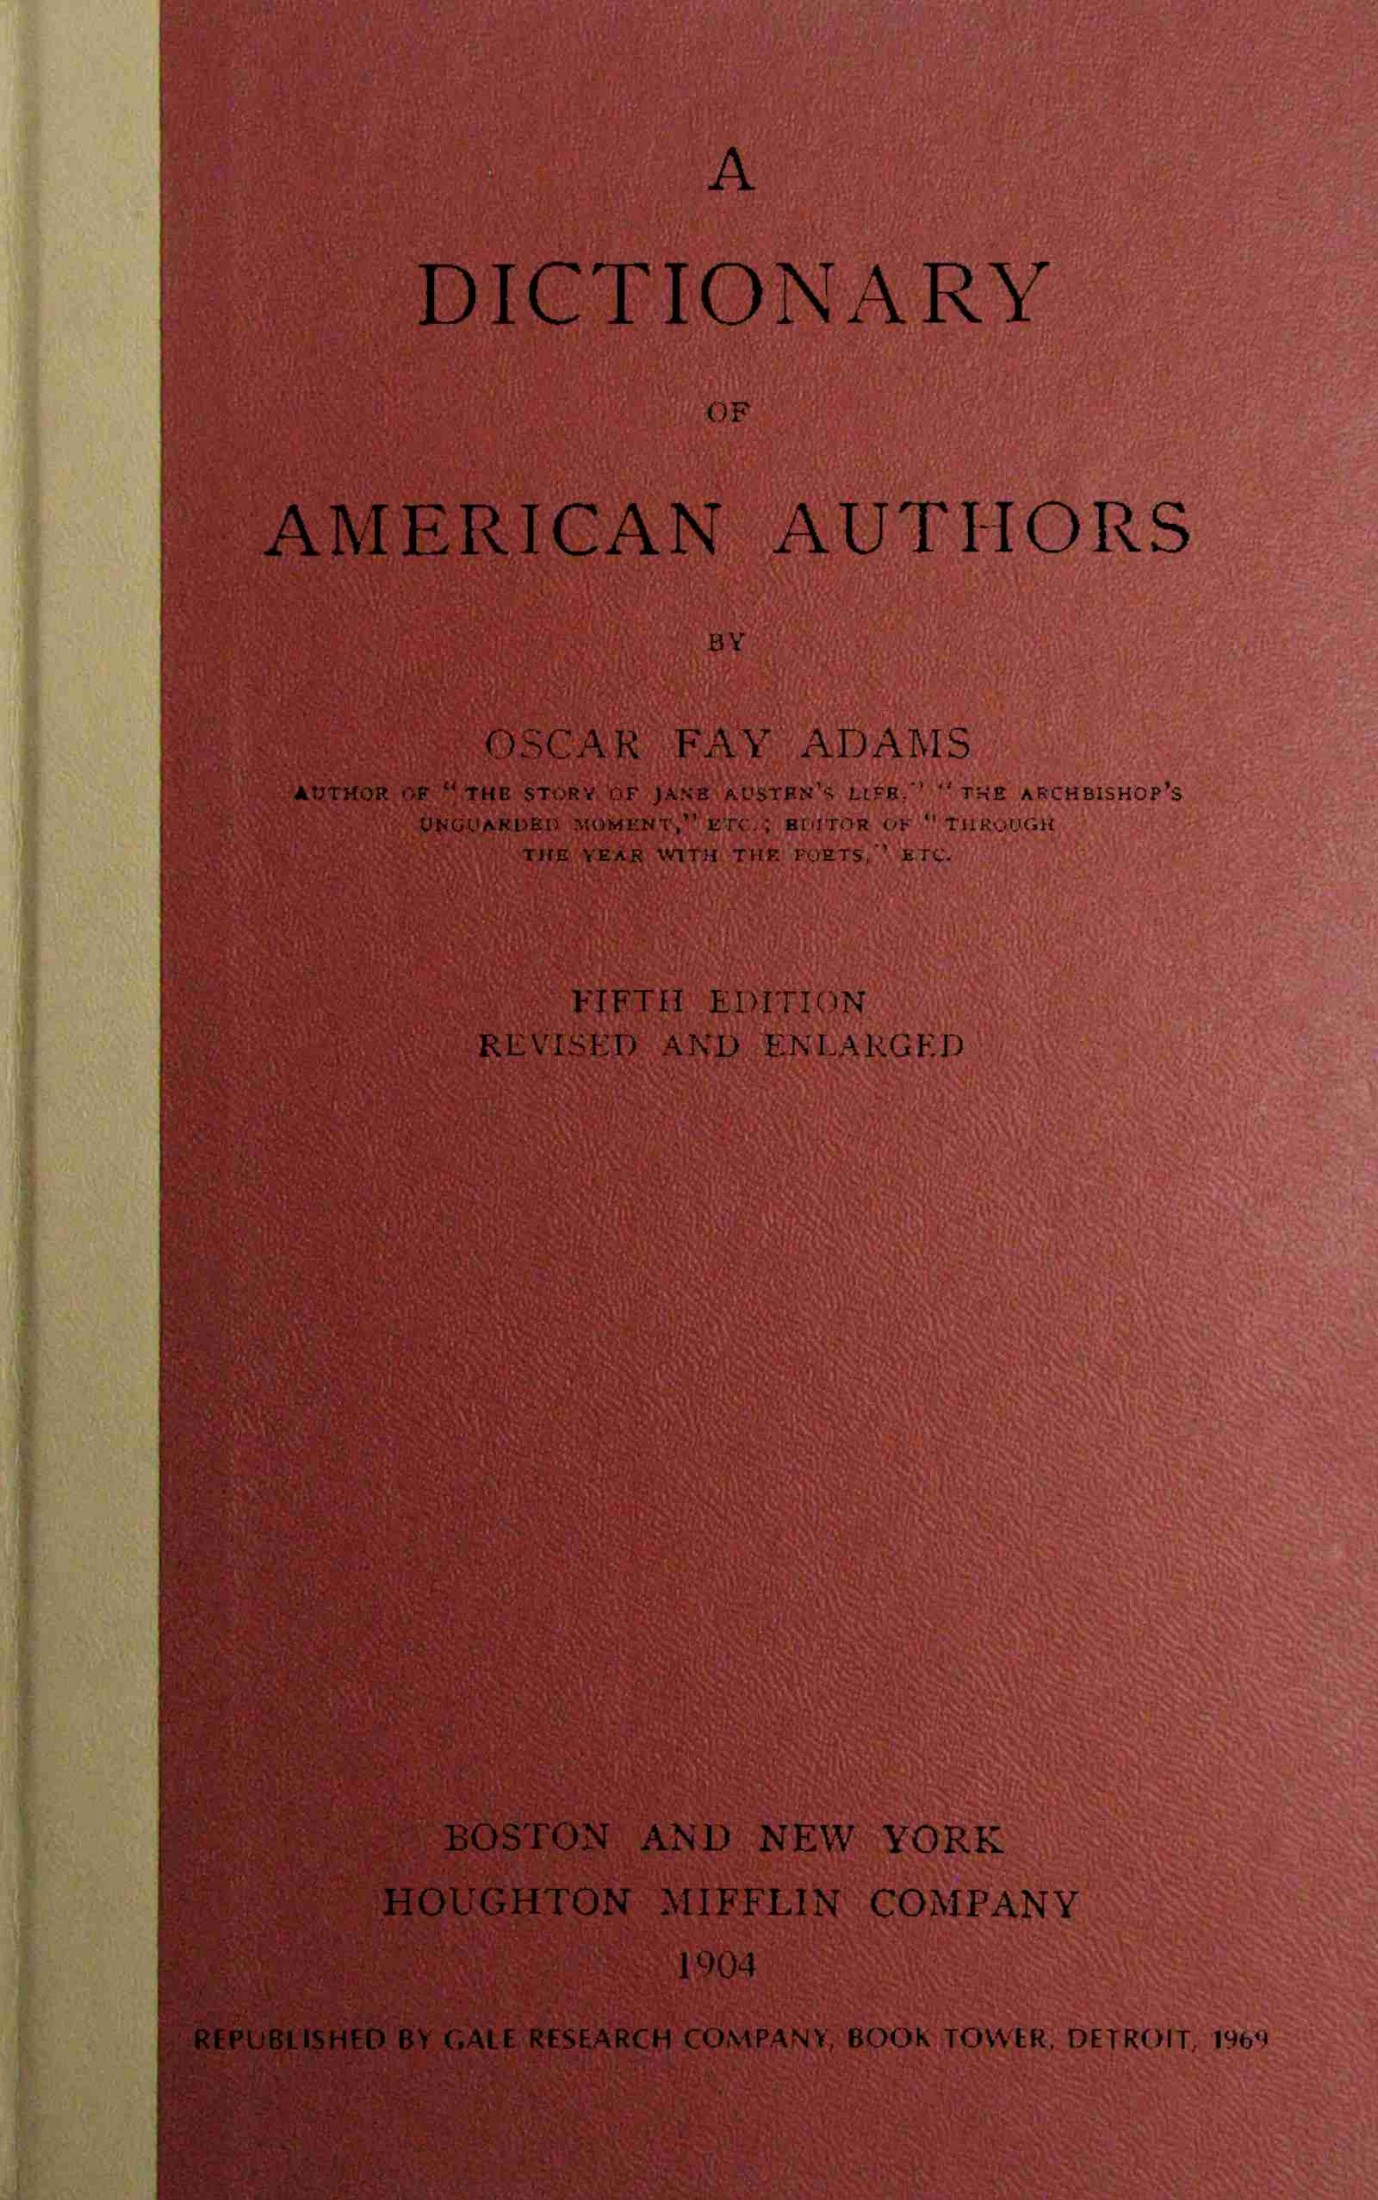 A
DICTIONARY
OF
AMERICAN AUTHORS
BY
OSCAR FAY ADAMS
AUTHOR OF "THE STORY OF JANE AUSTEN'S LIFE," "THE ARCHBISHOP'S
UNGUARDED MOMENT," ETC.; EDITOR OF "THROUGH
THE YEAR WITH THE POETS," ETC.
FIFTH EDITION
REVISED AND ENLARGED
BOSTON AND NEW YORK
HOUGHTON MIFFLIN COMPANY
1904
REPUBLISHED BY GALE RESEARCH COMPANY, BOOK TOWER, DETROIT, 1969